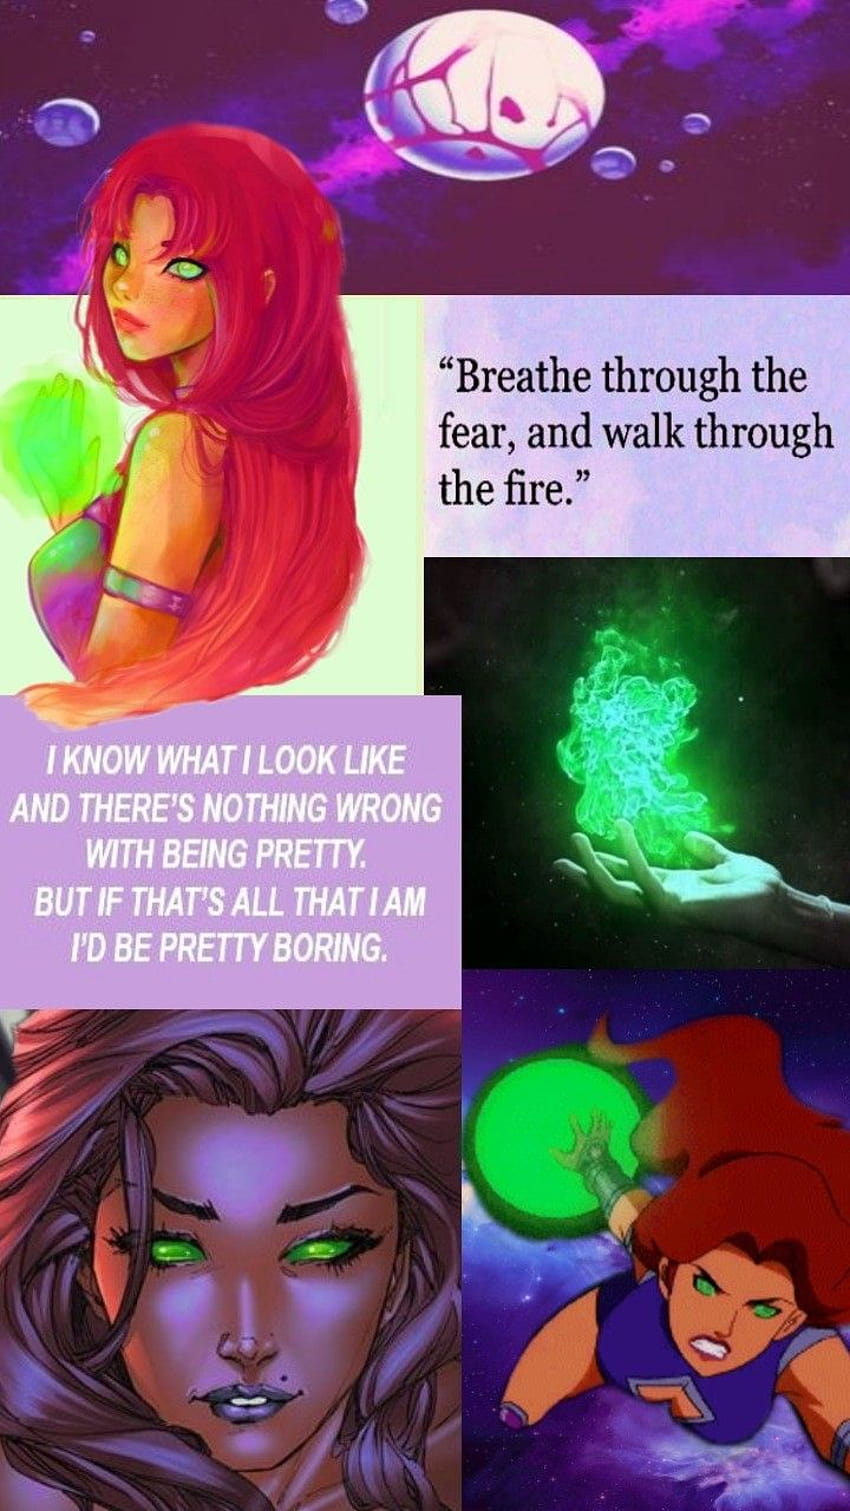 “Breathe through the
fear, and walk through
the fire.”
I KNOW WHAT I LOOK LIKE
AND THERE'S NOTHING WRONG
WITH BEING PRETTY.
BUT IF THAT'S ALL THAT I AM
I'D BE PRETTY BORING.